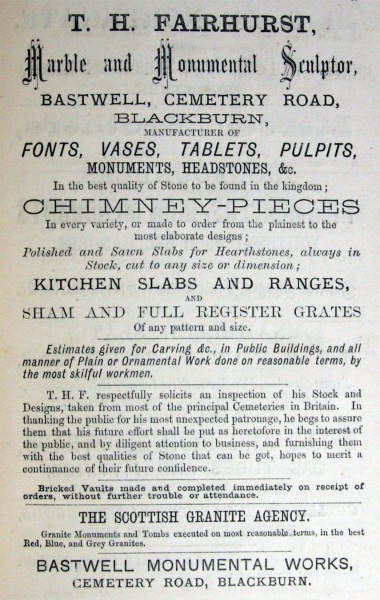 T. H. FAIRHURST,
Marble and Monumental Sculptor,
BASTWELL, CEMETERY ROAD,
BLACKBURN,
MANUFACTURER OF
FONTS, VASES, TABLETS, PULPITS,
MONUMENTS, HEADSTONES, &c.
In the best quality of Stone to be found in the kingdom;
CHIMNEY-PIECES
In every variety, or made to order from the plainest to the
most elaborate designs;
Polished and Sawn Slabs for Hearthstones, always in
Stock, cut to any size or dimension;
KITCHEN SLABS AND RANGES,
AND
SHAM AND FULL REGISTER GRATES
Of any pattern and size.
Estimates given for Carving &c., in Public Buildings, and all
manner of Plain or Ornamental Work done on reasonable terms, by
the most skilful workmen.
T. H. F. respectfully solicits an inspection of his Stock and
Designs, taken from most of the principal Cemeteries in Britain. In
thanking the public for his most unexpected patronage, he begs to assure
them that his future effort shall be put as heretofore in the interest of
the public, and by diligent attention to business, and furnishing them
with the best qualities of Stone that can be got, hopes to merit a
continuance of their future confidence.
Bricked Vaults made and completed immediately on receipt of
orders, without further trouble or attendance.
THE SCOTTISH GRANITE AGENCY.
Granite Monuments and Tombs executed on most reasonable terms, in the best
Red, Blue, and Grey Granites.
BASTWELL MONUMENTAL WORKS,
CEMETERY ROAD, BLACKBURN.